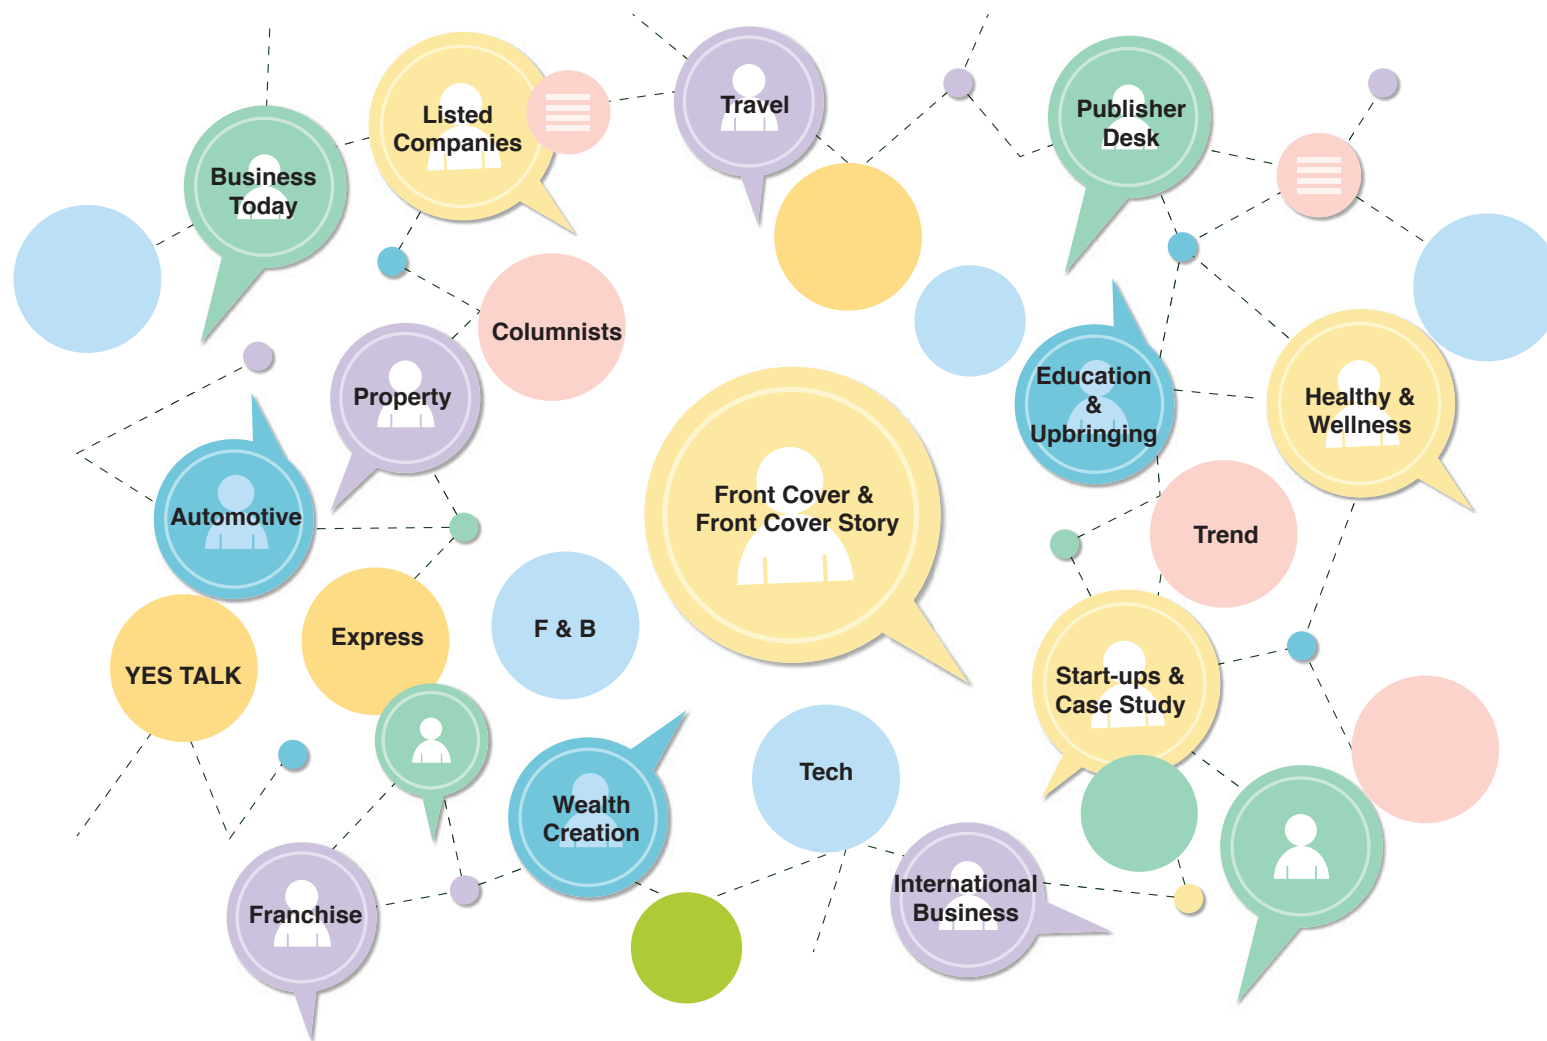 Listed
Companies
Travel
Publisher
Desk
Business
Today
Columnists
Property
Education
&
Upbringing
Healthy &
Wellness
Automotive
Front Cover &
Front Cover Story
Trend
Express
F & B
YES TALK
Start-ups &
Case Study
Wealth
Creation
Tech
International
Business
Franchise